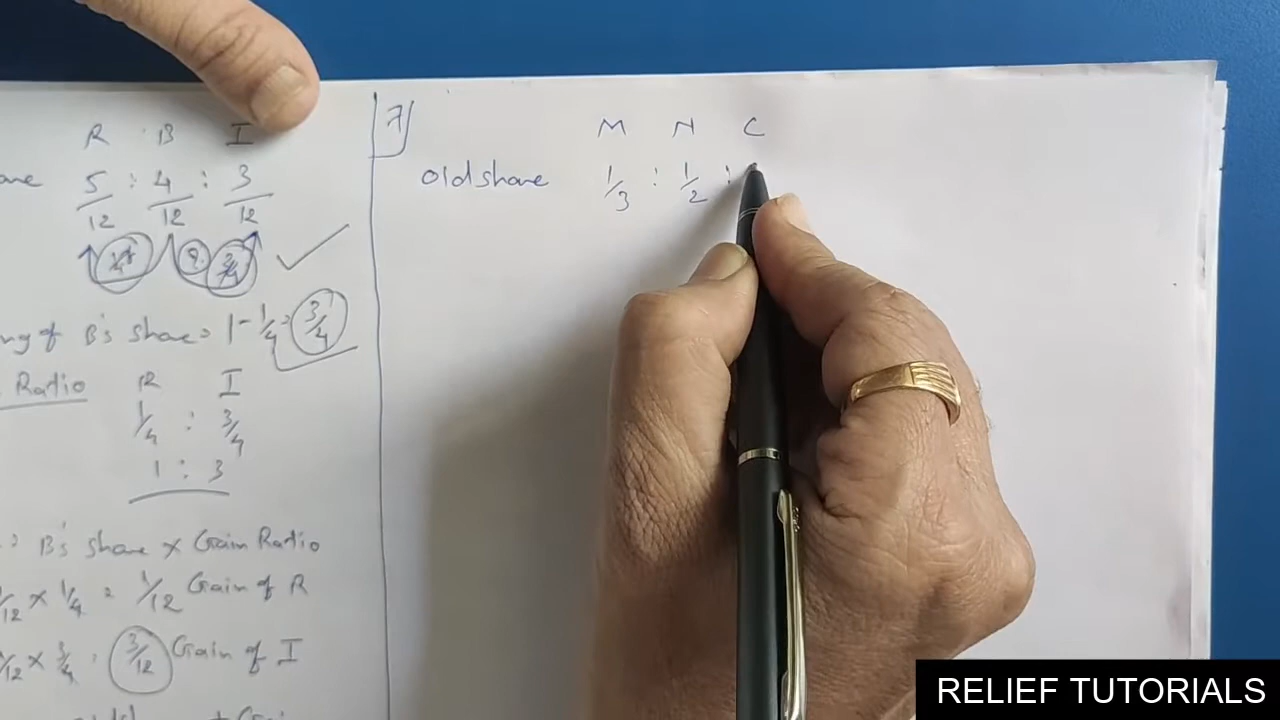 R : B : I
5/12 : 4/12 : 3/12
3/4
B's share = 1 - 1/4 = 3/4
Ratio R I
1/4 : 3/4
1 : 3
B's share x Gain Ratio
x 1/4 = 1/12 Gain of R
x 3/4 = 3/12 Gain of I
7
M N C
Old share 1/3 : 1/2 :
RELIEF TUTORIALS